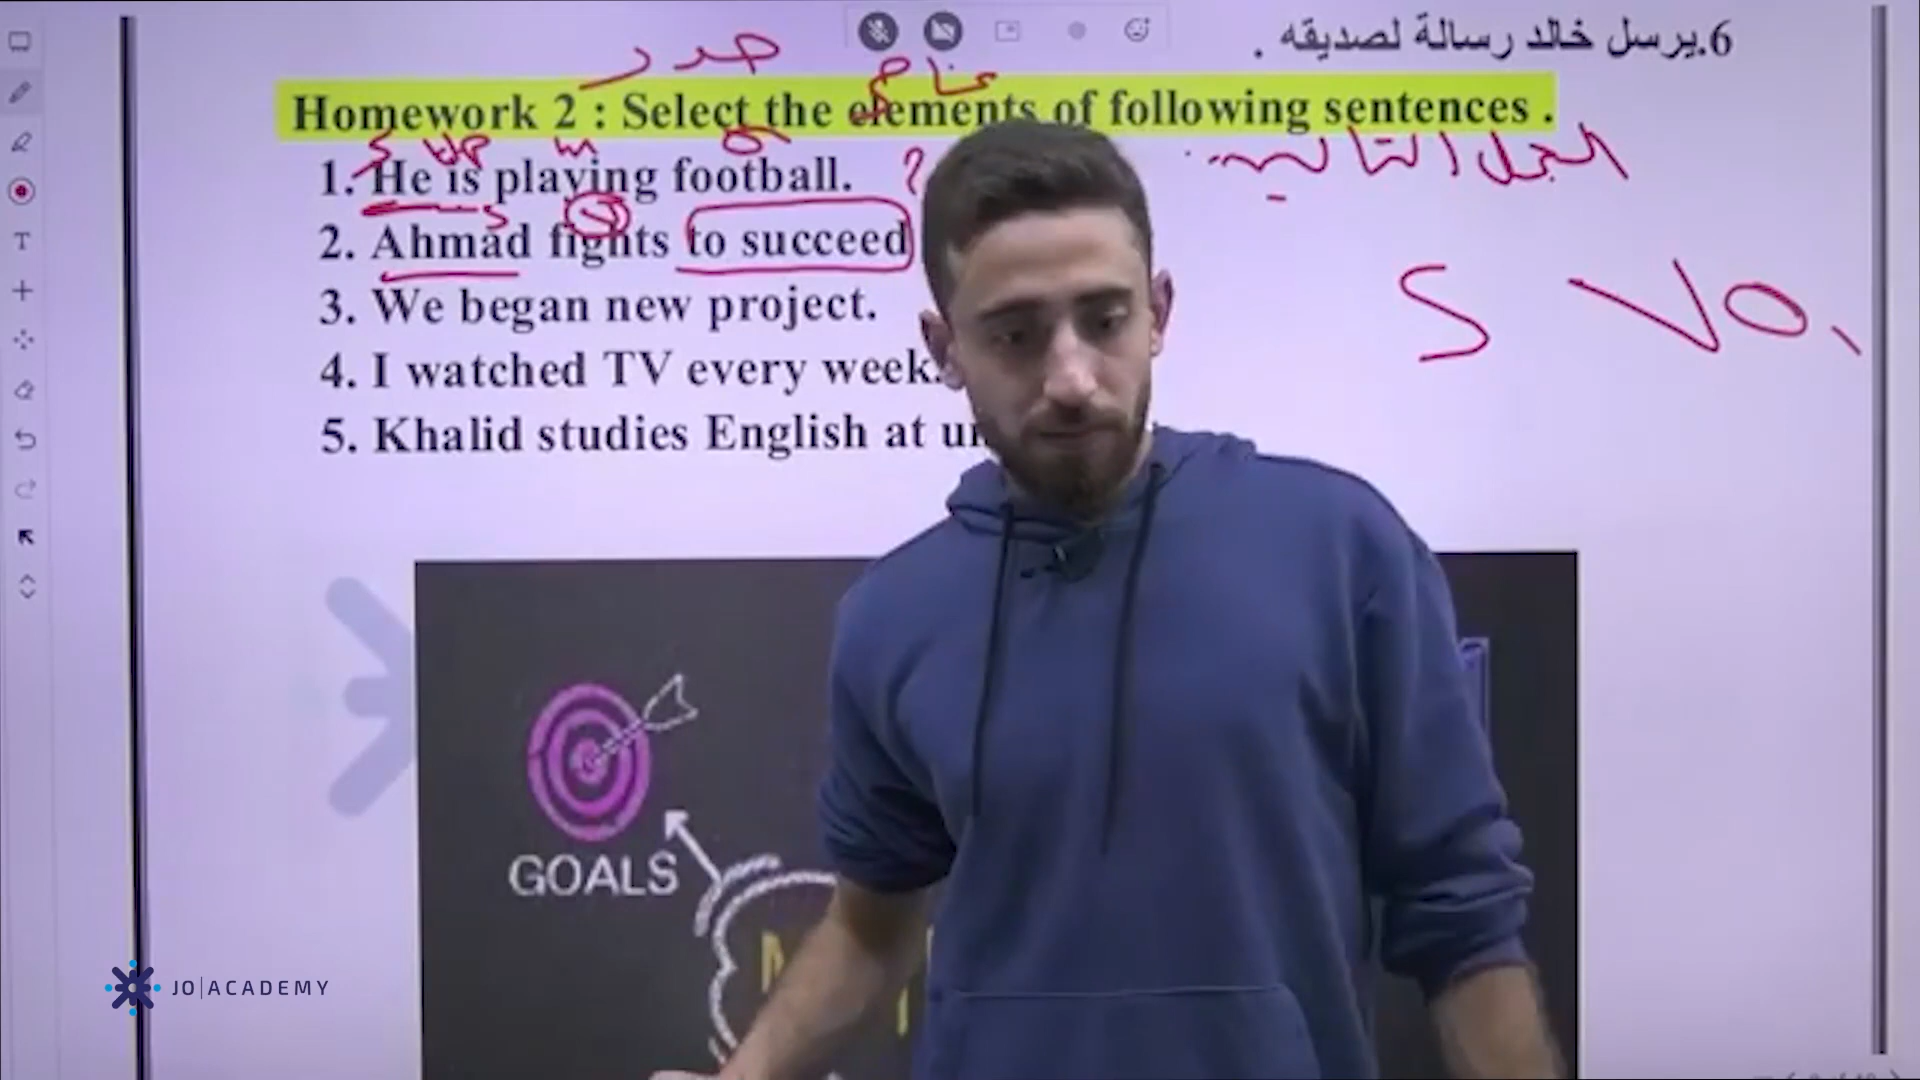 6.يرسل خالد رسالة لصديقه .
حدد عناصر
Homework 2 : Select the elements of following sentences .
الجمل التالية
1. He is playing football.
2. Ahmad fights to succeed
S V O
3. We began new project.
4. I watched TV every week.
5. Khalid studies English at
GOALS
JO|ACADEMY